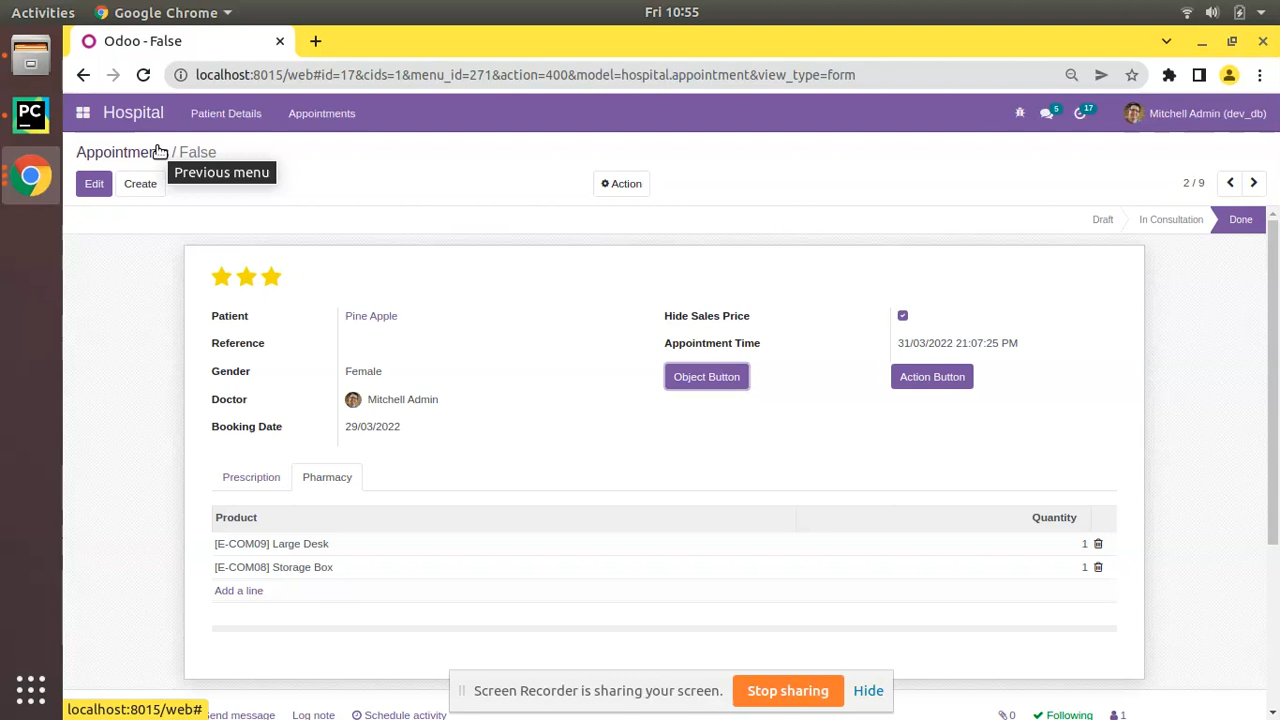 Activities Google Chrome Fri 10:55
Odoo - False
localhost:8015/web#id=17&cids=1&menu_id=271&action=400&model=hospital.appointment&view_type=form
Hospital Patient Details Appointments 5 17 Mitchell Admin (dev_db)
/ False
Previous menu
Edit Create Action 2 / 9
Draft In Consultation Done
Patient Pine Apple Hide Sales Price
Reference Appointment Time 31/03/2022 21:07:25 PM
Gender Female Object Button Action Button
Doctor Mitchell Admin
Booking Date 29/03/2022
Prescription Pharmacy
Product Quantity
[E-COM09] Large Desk 1
[E-COM08] Storage Box 1
Add a line
Screen Recorder is sharing your screen. Stop sharing Hide
localhost:8015/web#
message Log note Schedule activity 0 Following 1
PC